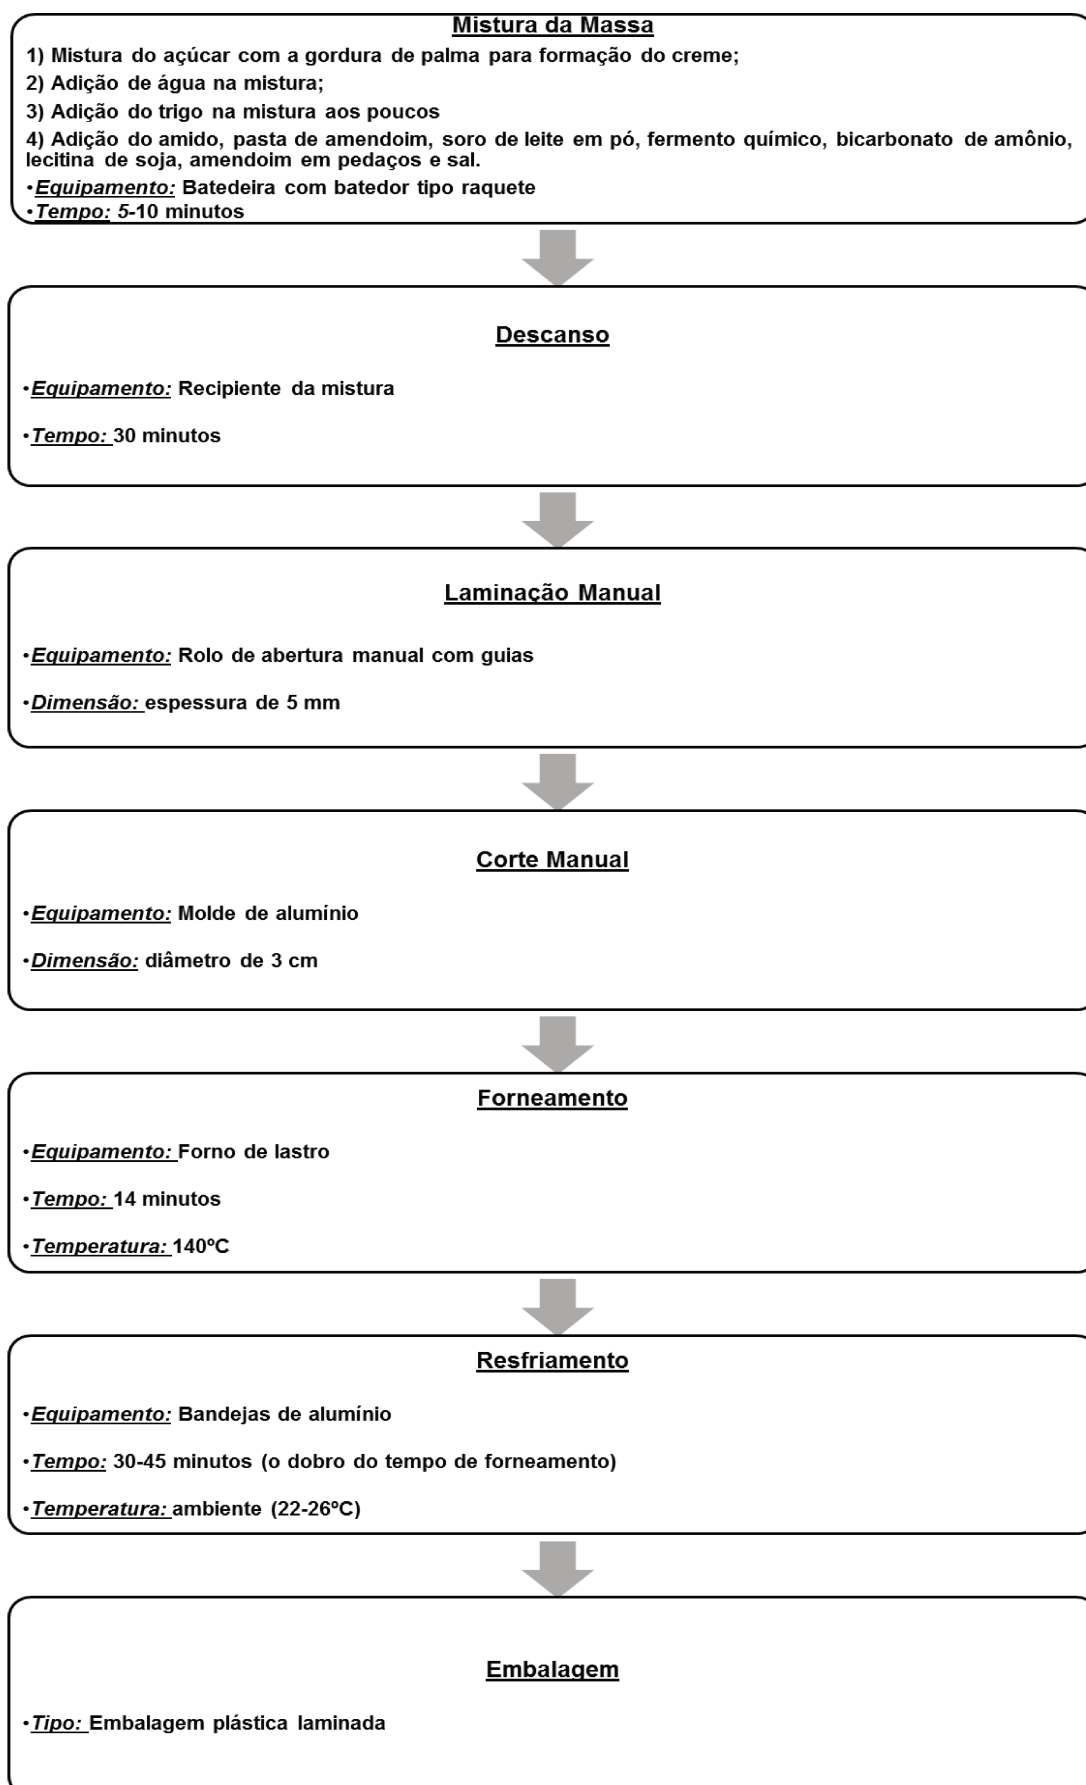 Mistura da Massa
1) Mistura do açúcar com a gordura de palma para formação do creme;
2) Adição de água na mistura;
3) Adição do trigo na mistura aos poucos
4) Adição do amido, pasta de amendoim, soro de leite em pó, fermento químico, bicarbonato de amônio,
lecitina de soja, amendoim em pedaços e sal.
•Equipamento: Batedeira com batedor tipo raquete
•Tempo: 5-10 minutos
Descanso
•Equipamento: Recipiente da mistura
•Tempo: 30 minutos
Laminação Manual
•Equipamento: Rolo de abertura manual com guias
•Dimensão: espessura de 5 mm
Corte Manual
•Equipamento: Molde de alumínio
•Dimensão: diâmetro de 3 cm
Forneamento
•Equipamento: Forno de lastro
•Tempo: 14 minutos
•Temperatura: 140ºC
Resfriamento
•Equipamento: Bandejas de alumínio
•Tempo: 30-45 minutos (o dobro do tempo de forneamento)
•Temperatura: ambiente (22-26ºC)
Embalagem
•Tipo: Embalagem plástica laminada